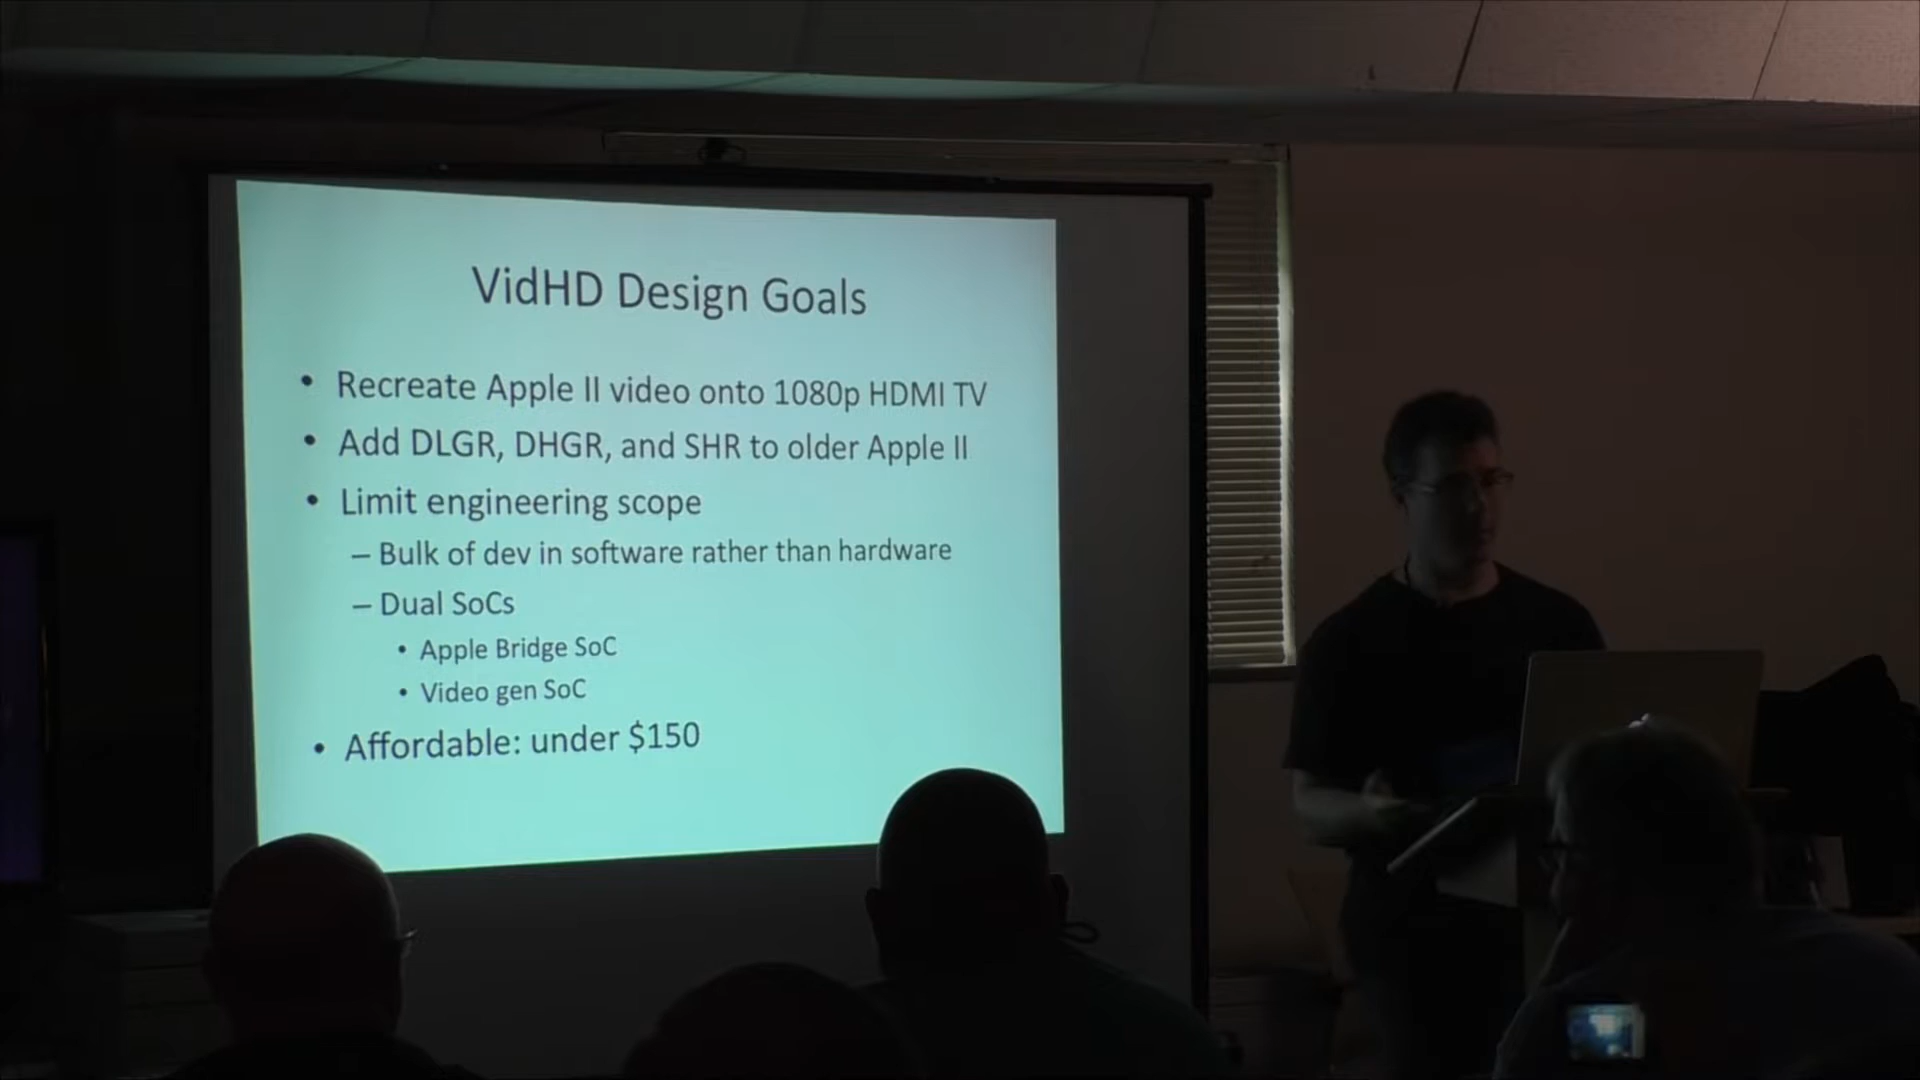 VidHD Design Goals
• Recreate Apple II video onto 1080p HDMI TV
• Add DLGR, DHGR, and SHR to older Apple II
• Limit engineering scope
– Bulk of dev in software rather than hardware
– Dual SoCs
• Apple Bridge SoC
• Video gen SoC
• Affordable: under $150